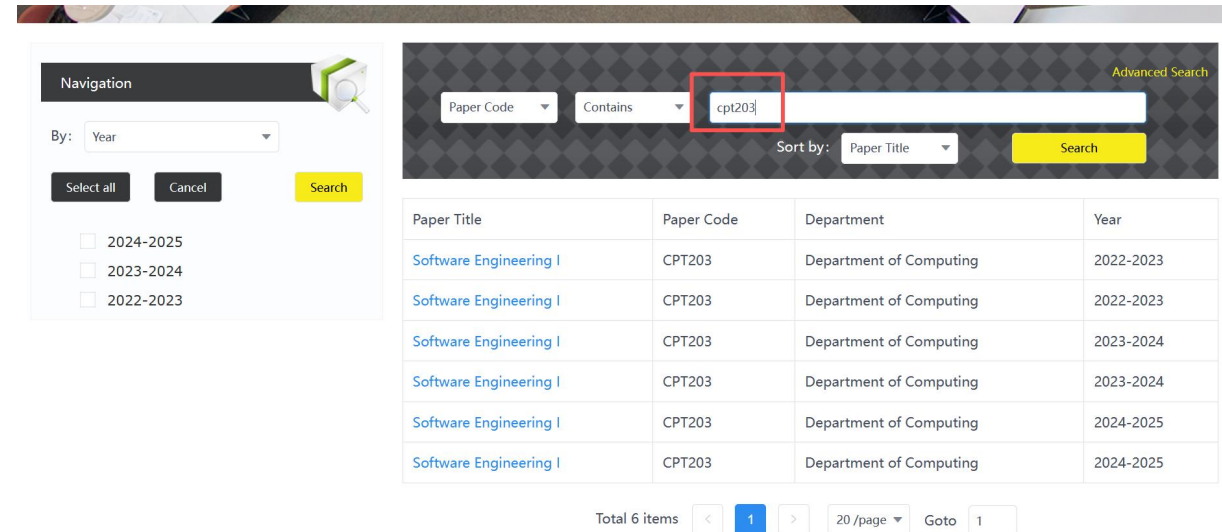 Navigation
By: Year
Select all Cancel Search
2024-2025
2023-2024
2022-2023
Advanced Search
Paper Code Contains cpt203
Sort by: Paper Title Search
Paper Title Paper Code Department Year
Software Engineering I CPT203 Department of Computing 2022-2023
Software Engineering I CPT203 Department of Computing 2022-2023
Software Engineering I CPT203 Department of Computing 2023-2024
Software Engineering I CPT203 Department of Computing 2023-2024
Software Engineering I CPT203 Department of Computing 2024-2025
Software Engineering I CPT203 Department of Computing 2024-2025
Total 6 items < 1 > 20 /page Goto 1